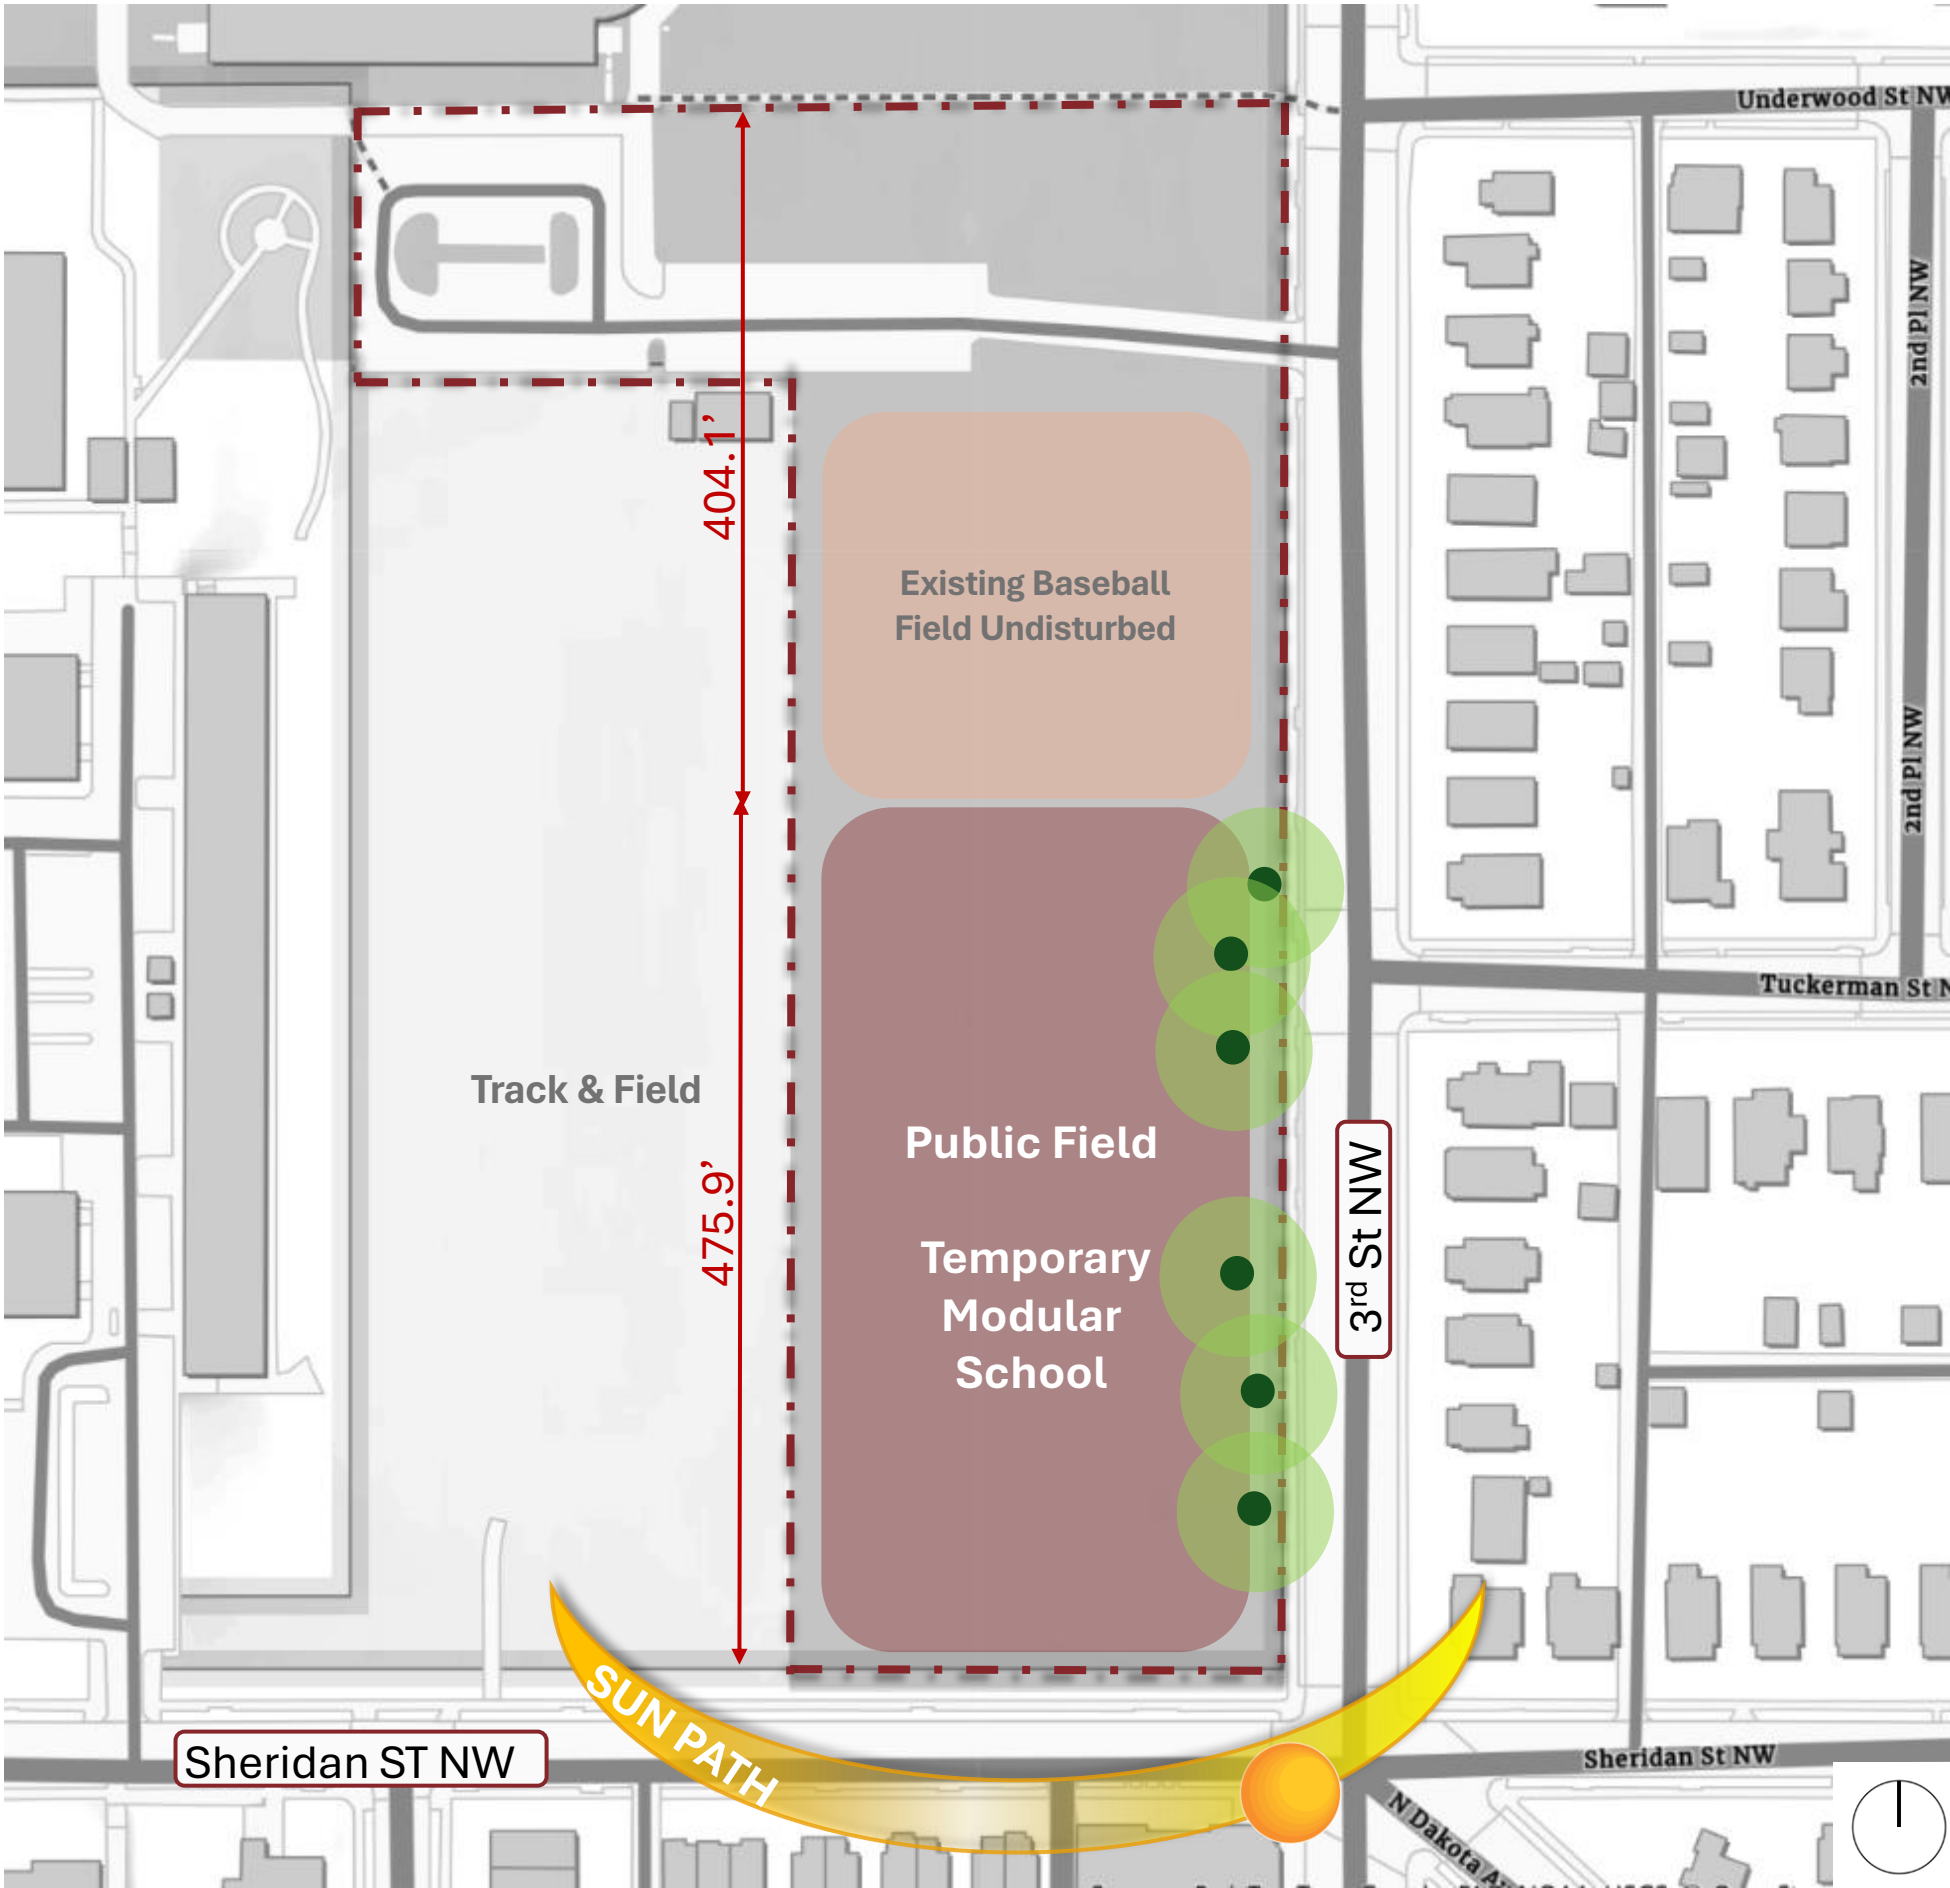 Underwood St NW
2nd Pl NW
404.1’
Existing Baseball
Field Undisturbed
2nd Pl NW
Tuckerman St N
Track & Field
Public Field
475.9’
3rd St NW
Temporary
Modular
School
SUN PATH
Sheridan ST NW
Sheridan St NW
N Dakota Av